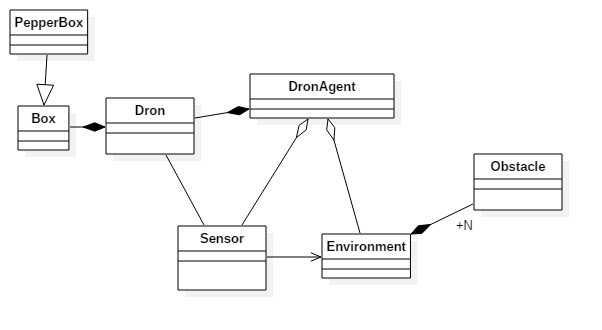 PepperBox
Box
Dron
DronAgent
Sensor
Environment
Obstacle
+N